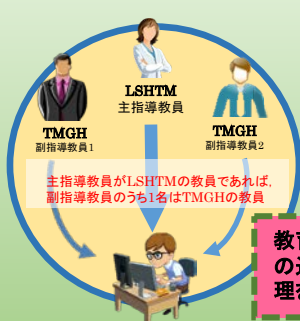 LSHTM
主指導教員
TMGH
副指導教員1
TMGH
副指導教員2
主指導教員がLSHTMの教員であれば,
副指導教員のうち1名はTMGHの教員
教育
の
理